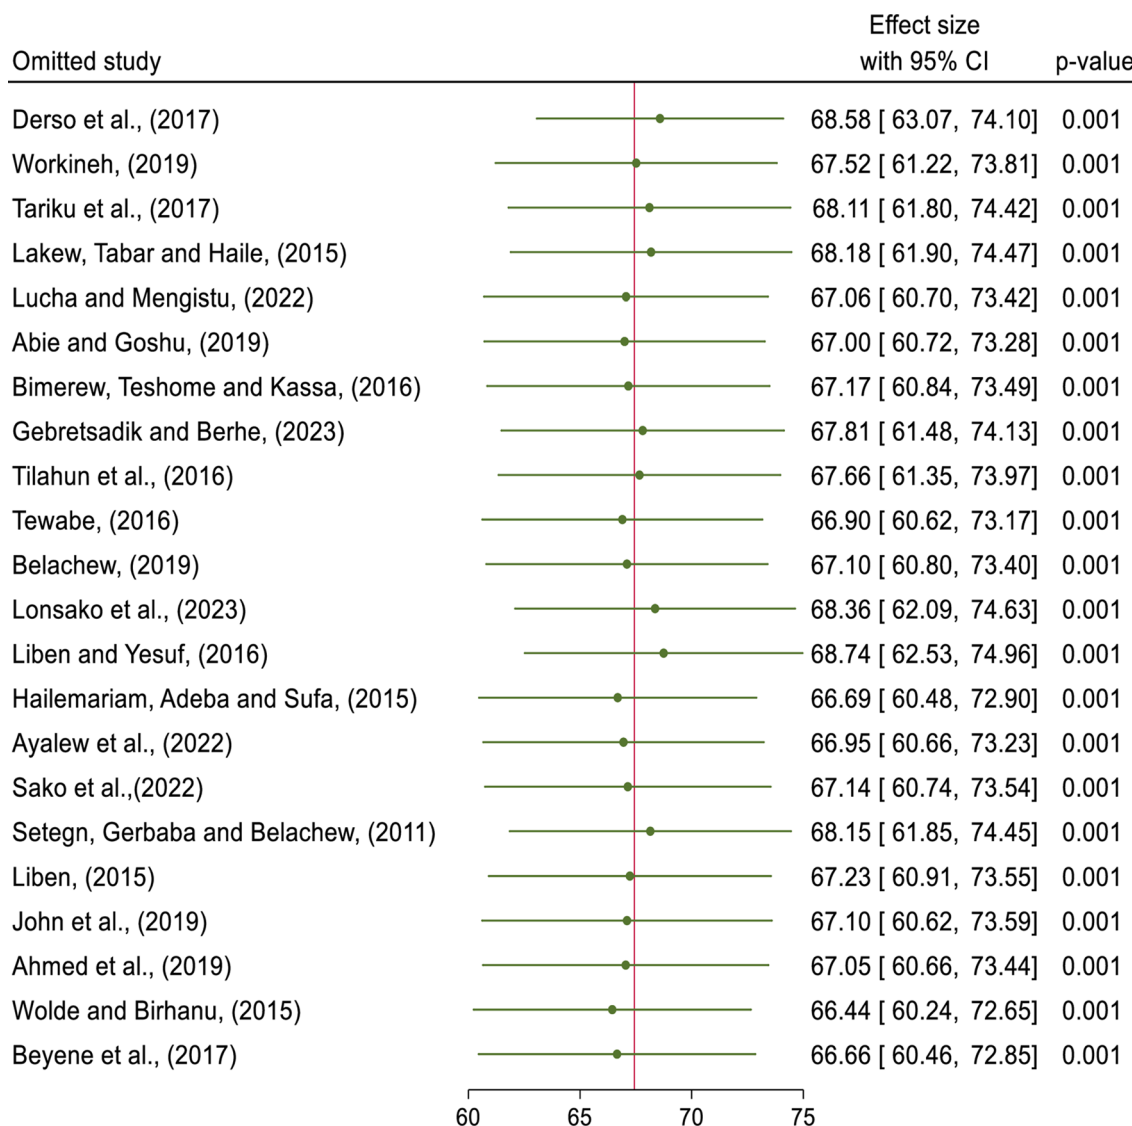 Effect size
Omitted study with 95% CI p-value
Derso et al., (2017) 68.58 [ 63.07, 74.10] 0.001
Workineh, (2019) 67.52 [ 61.22, 73.81] 0.001
Tariku et al., (2017) 68.11 [ 61.80, 74.42] 0.001
Lakew, Tabar and Haile, (2015) 68.18 [ 61.90, 74.47] 0.001
Lucha and Mengistu, (2022) 67.06 [ 60.70, 73.42] 0.001
Abie and Goshu, (2019) 67.00 [ 60.72, 73.28] 0.001
Bimerew, Teshome and Kassa, (2016) 67.17 [ 60.84, 73.49] 0.001
Gebretsadik and Berhe, (2023) 67.81 [ 61.48, 74.13] 0.001
Tilahun et al., (2016) 67.66 [ 61.35, 73.97] 0.001
Tewabe, (2016) 66.90 [ 60.62, 73.17] 0.001
Belachew, (2019) 67.10 [ 60.80, 73.40] 0.001
Lonsako et al., (2023) 68.36 [ 62.09, 74.63] 0.001
Liben and Yesuf, (2016) 68.74 [ 62.53, 74.96] 0.001
Hailemariam, Adeba and Sufa, (2015) 66.69 [ 60.48, 72.90] 0.001
Ayalew et al., (2022) 66.95 [ 60.66, 73.23] 0.001
Sako et al.,(2022) 67.14 [ 60.74, 73.54] 0.001
Setegn, Gerbaba and Belachew, (2011) 68.15 [ 61.85, 74.45] 0.001
Liben, (2015) 67.23 [ 60.91, 73.55] 0.001
John et al., (2019) 67.10 [ 60.62, 73.59] 0.001
Ahmed et al., (2019) 67.05 [ 60.66, 73.44] 0.001
Wolde and Birhanu, (2015) 66.44 [ 60.24, 72.65] 0.001
Beyene et al., (2017) 66.66 [ 60.46, 72.85] 0.001
60 65 70 75